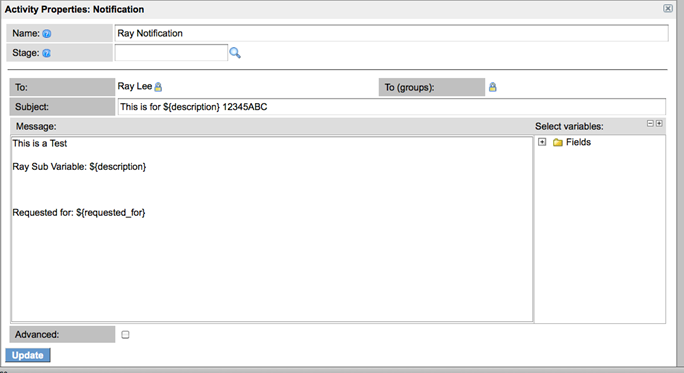 Activity Properties: Notification
Name: Ray Notification
Stage:
To: Ray Lee To (groups):
Subject: This is for ${description} 12345ABC
Message: Select variables:
This is a Test Fields
Ray Sub Variable: ${description}
Requested for: ${requested_for}
Advanced:
Update